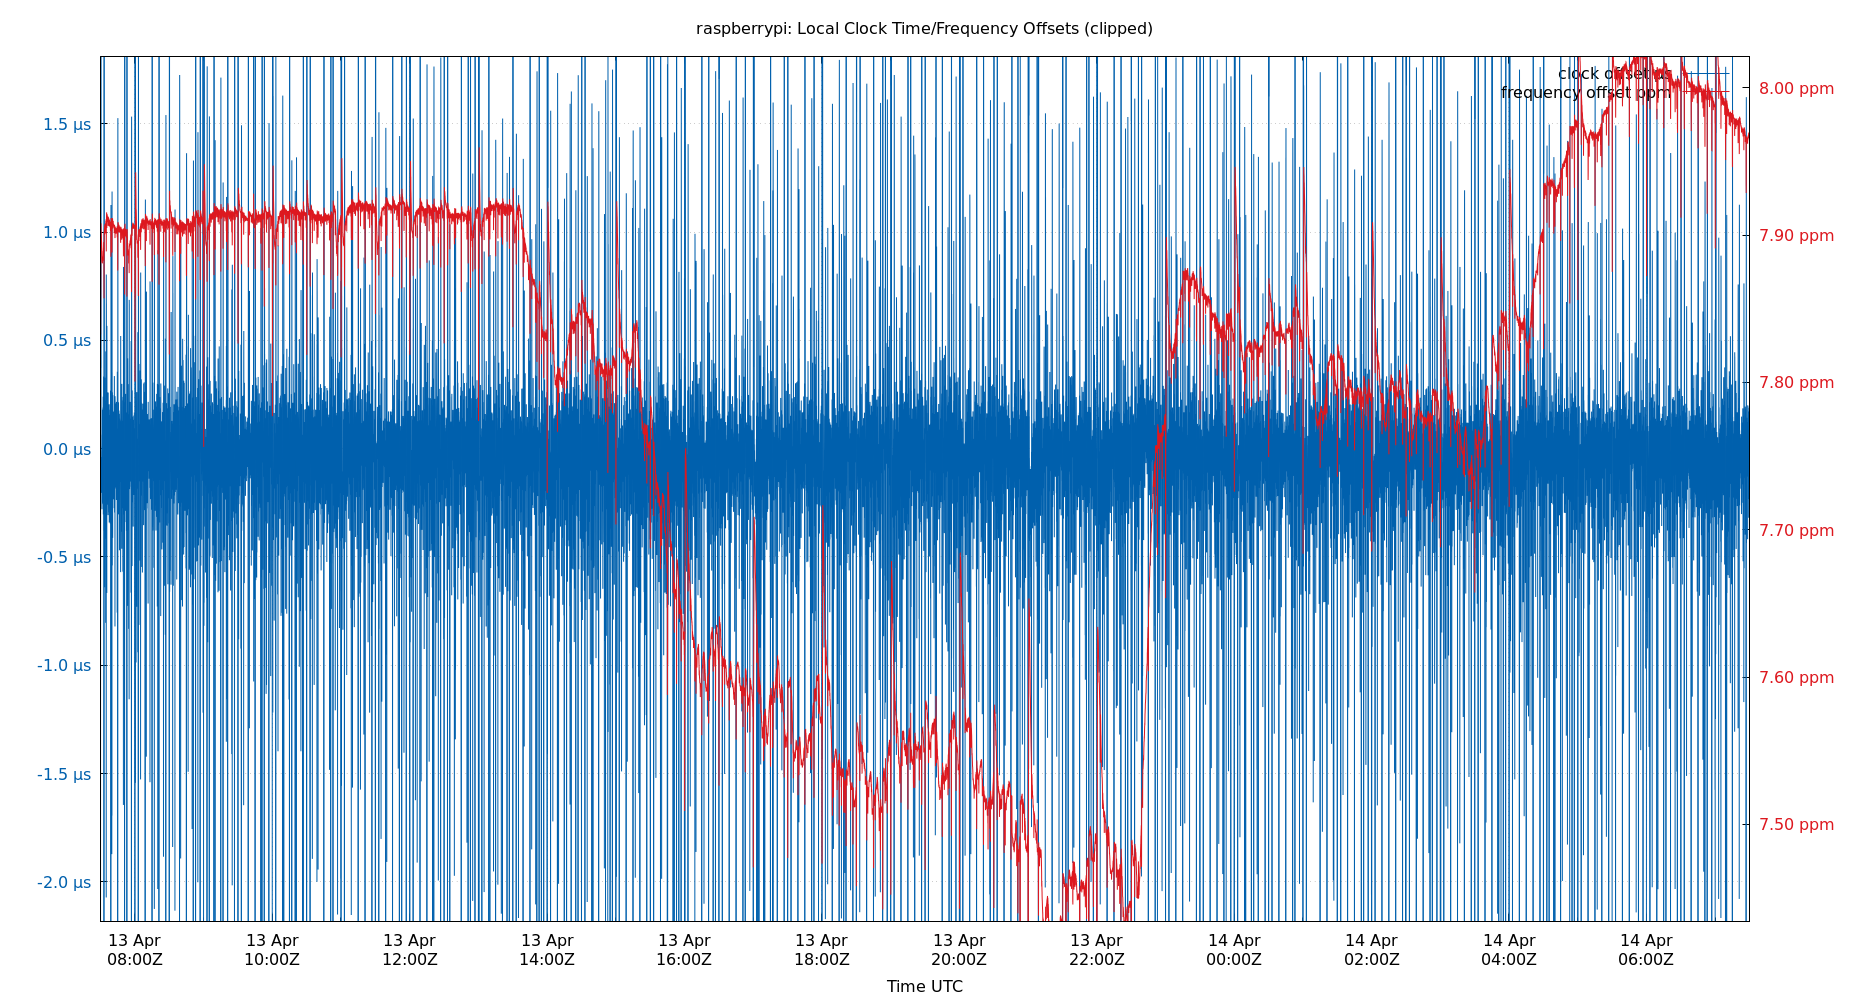 raspberrypi: Local Clock Time/Frequency Offsets (clipped)
clock offset μs
frequency offset ppm
1.5 μs
1.0 μs
0.5 μs
0.0 μs
-0.5 μs
-1.0 μs
-1.5 μs
-2.0 μs
8.00 ppm
7.90 ppm
7.80 ppm
7.70 ppm
7.60 ppm
7.50 ppm
13 Apr 13 Apr 13 Apr 13 Apr 13 Apr 13 Apr 13 Apr 13 Apr 14 Apr 14 Apr 14 Apr 14 Apr
08:00Z 10:00Z 12:00Z 14:00Z 16:00Z 18:00Z 20:00Z 22:00Z 00:00Z 02:00Z 04:00Z 06:00Z
Time UTC